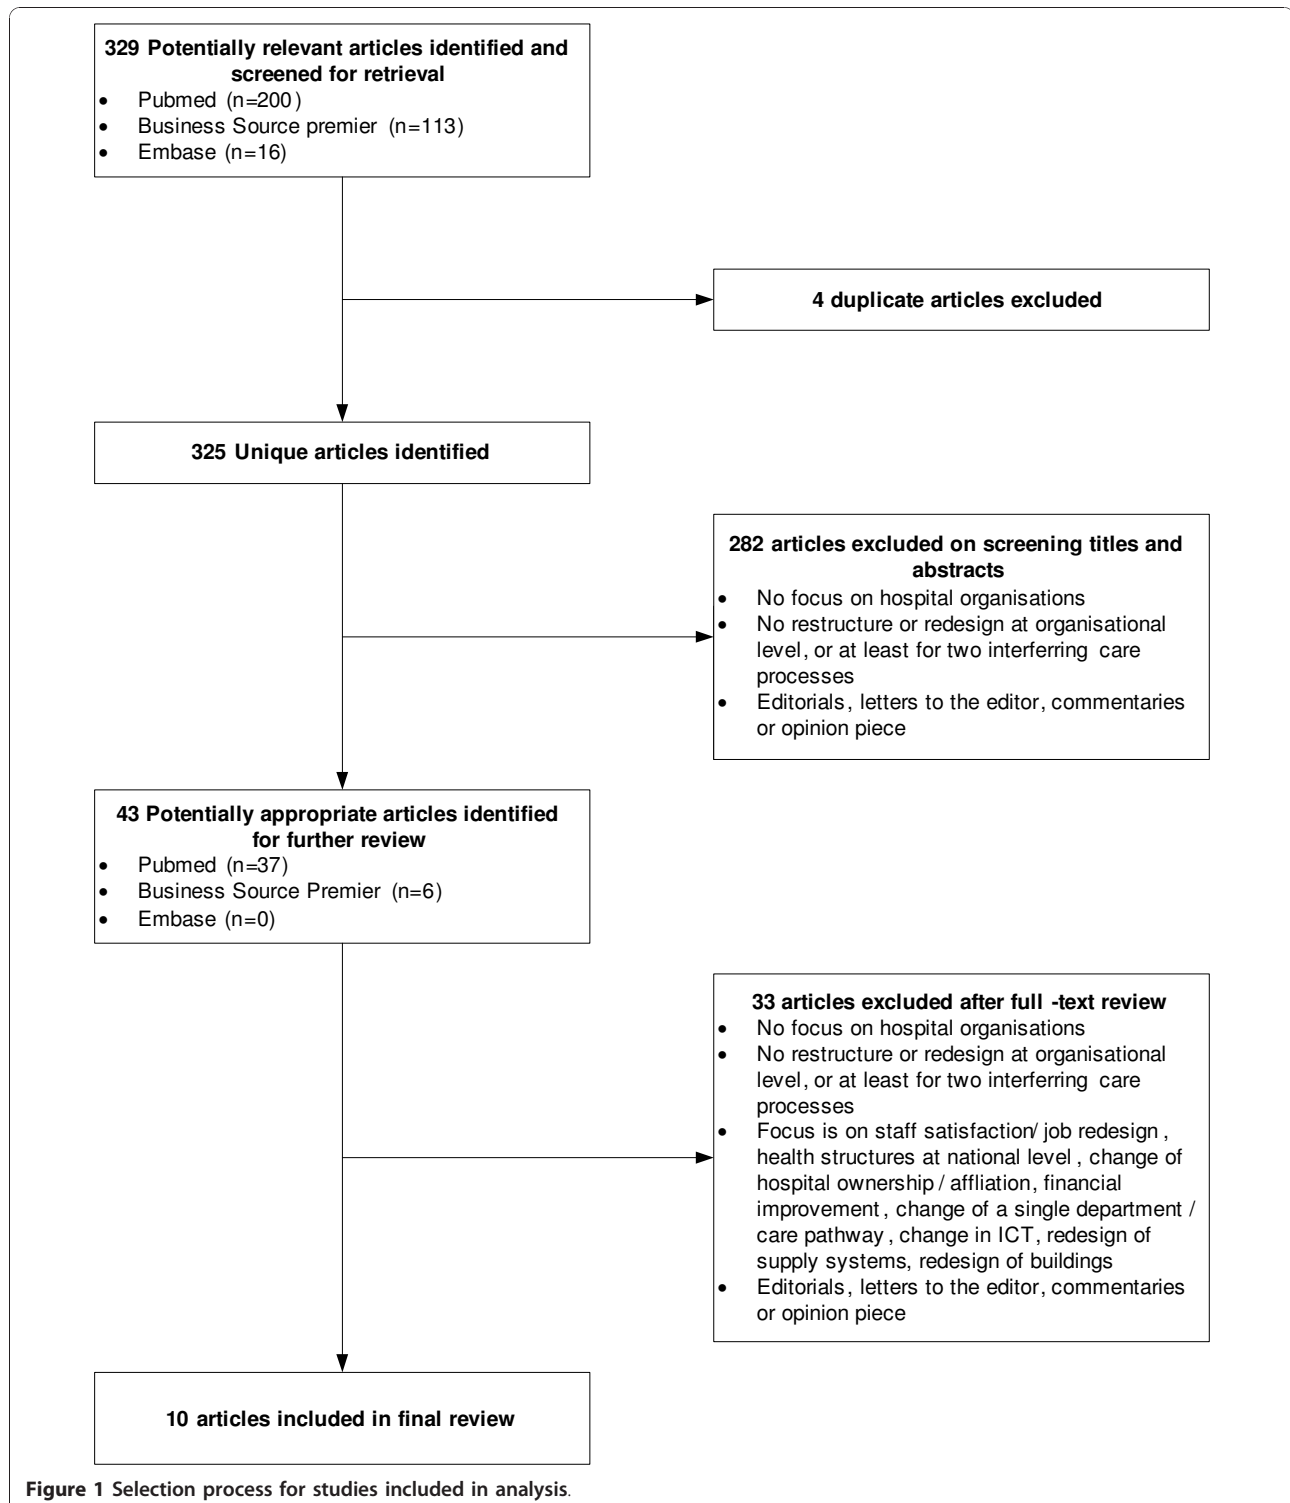 329 Potentially relevant articles identified and
screened for retrieval
• Pubmed (n=200)
• Business Source premier (n=113)
• Embase (n=16)
4 duplicate articles excluded
325 Unique articles identified
282 articles excluded on screening titles and
abstracts
• No focus on hospital organisations
• No restructure or redesign at organisational
level, or at least for two interferring care
processes
• Editorials, letters to the editor, commentaries
or opinion piece
43 Potentially appropriate articles identified
for further review
• Pubmed (n=37)
• Business Source Premier (n=6)
• Embase (n=0)
33 articles excluded after full -text review
• No focus on hospital organisations
• No restructure or redesign at organisational
level, or at least for two interferring care
processes
• Focus is on staff satisfaction/ job redesign ,
health structures at national level , change of
hospital ownership / affliation, financial
improvement , change of a single department /
care pathway , change in ICT, redesign of
supply systems, redesign of buildings
• Editorials, letters to the editor, commentaries
or opinion piece
10 articles included in final review
Figure 1 Selection process for studies included in analysis.